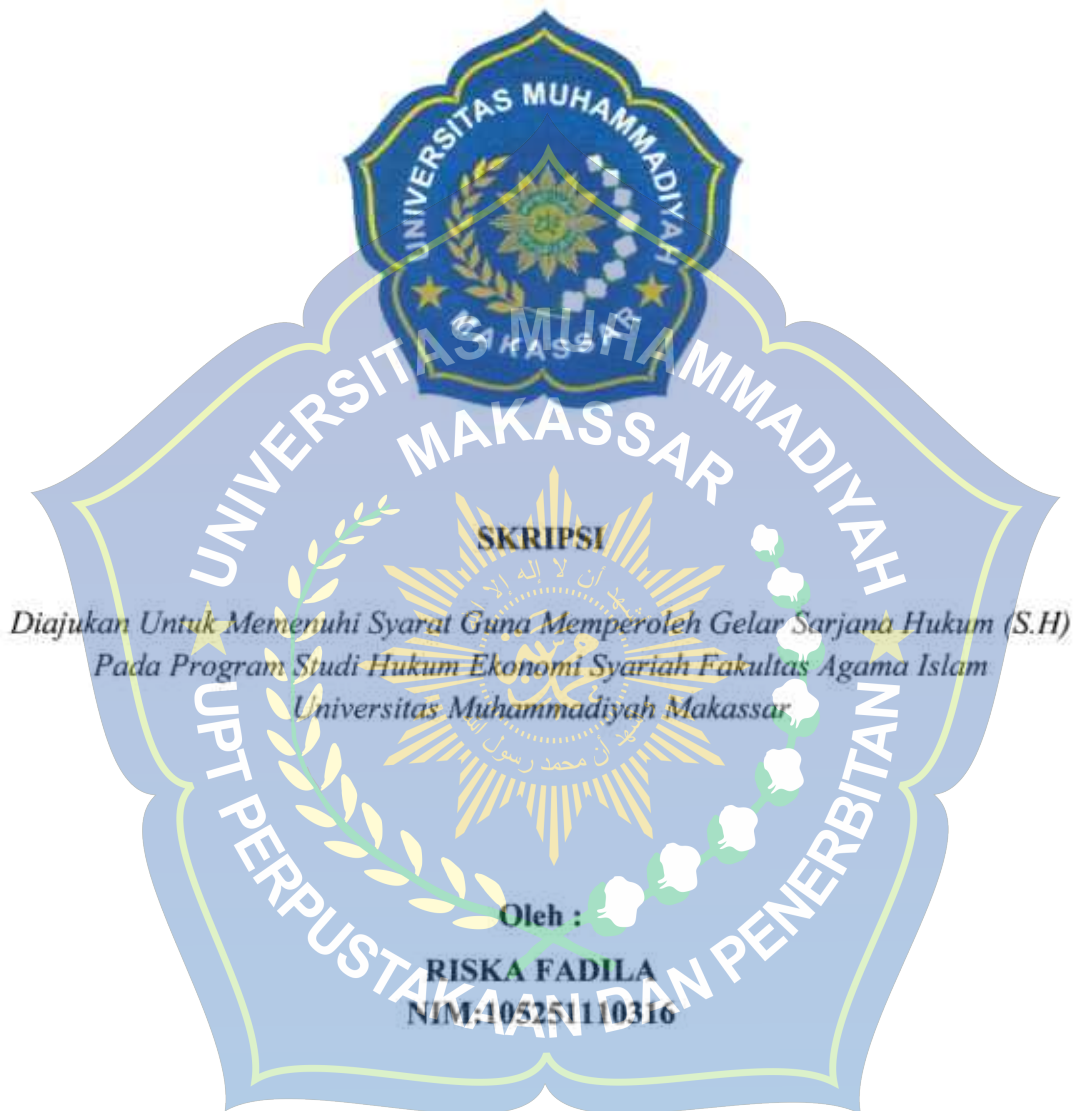 UNIVERSITAS MUHAMMADIYAH
MAKASSAR
UNIVERSITAS MUHAMMADIYAH
MAKASSAR
SKRIPSI
Diajukan Untuk Memenuhi Syarat Guna Memperoleh Gelar Sarjana Hukum (S.H)
Pada Program Studi Hukum Ekonomi Syariah Fakultas Agama Islam
Universitas Muhammadiyah Makassar
Oleh :
RISKA FADILA
NIM:105251110316
UPT PERPUSTAKAAN DAN PENERBITAN